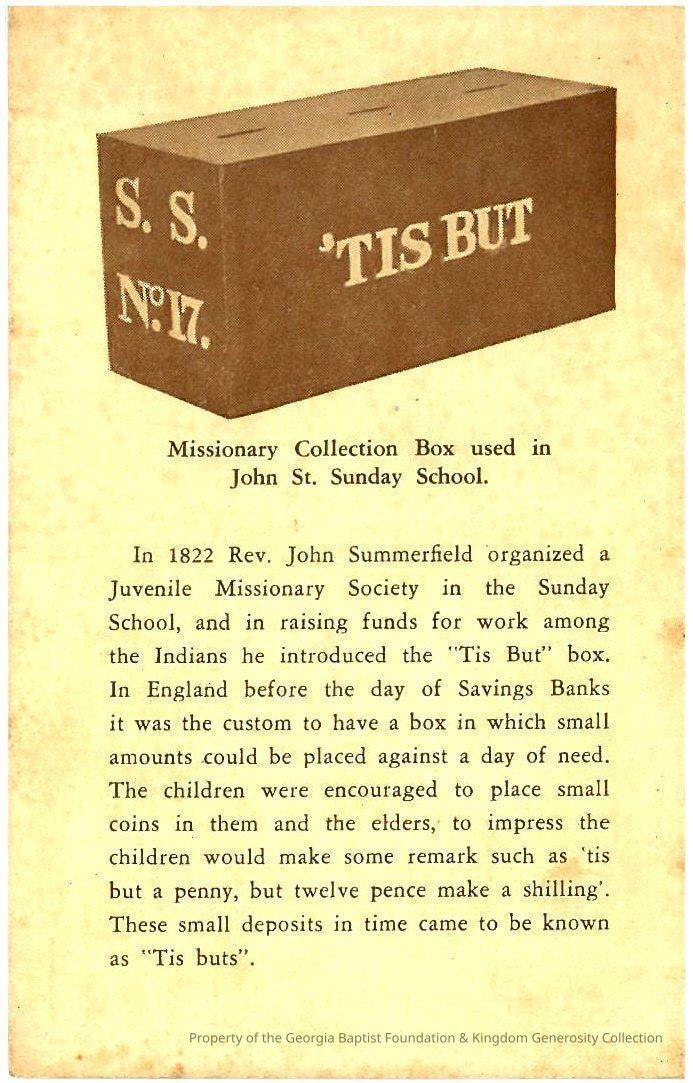 S. S.
No. 17.
'TIS BUT
Missionary Collection Box used in
John St. Sunday School.
In 1822 Rev. John Summerfield organized a
Juvenile Missionary Society in the Sunday
School, and in raising funds for work among
the Indians he introduced the "Tis But" box.
In England before the day of Savings Banks
it was the custom to have a box in which small
amounts could be placed against a day of need.
The children were encouraged to place small
coins in them and the elders, to impress the
children would make some remark such as 'tis
but a penny, but twelve pence make a shilling'.
These small deposits in time came to be known
as "Tis buts".
Property of the Georgia Baptist Foundation & Kingdom Generosity Collection